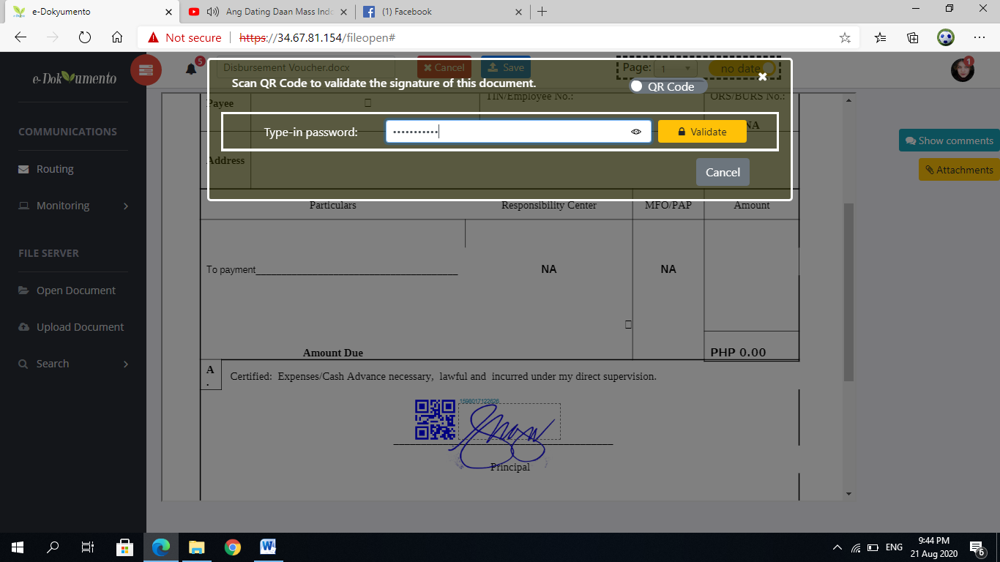 e-Dokyumento
Ang Dating Daan Mass Indo
(1) Facebook
Not secure
https://34.67.81.154/fileopen#
e-Dokumento
5
Disbursement Voucher.docx
Cancel
Save
Page: 1
no date
1
Scan QR Code to validate the signature of this document.
QR Code
Payee
TIN/Employee No.:
ORS/BURS No.:
Type-in password:
•••••••••••
Validate
NA
COMMUNICATIONS
Show comments
Address
Routing
Cancel
Attachments
Monitoring
Particulars
Responsibility Center
MFO/PAP
Amount
FILE SERVER
To payment
NA
NA
Open Document
Upload Document
Amount Due
PHP 0.00
Search
A
.
Certified: Expenses/Cash Advance necessary, lawful and incurred under my direct supervision.
1598017122626
Principal
ENG
9:44 PM
21 Aug 2020
6